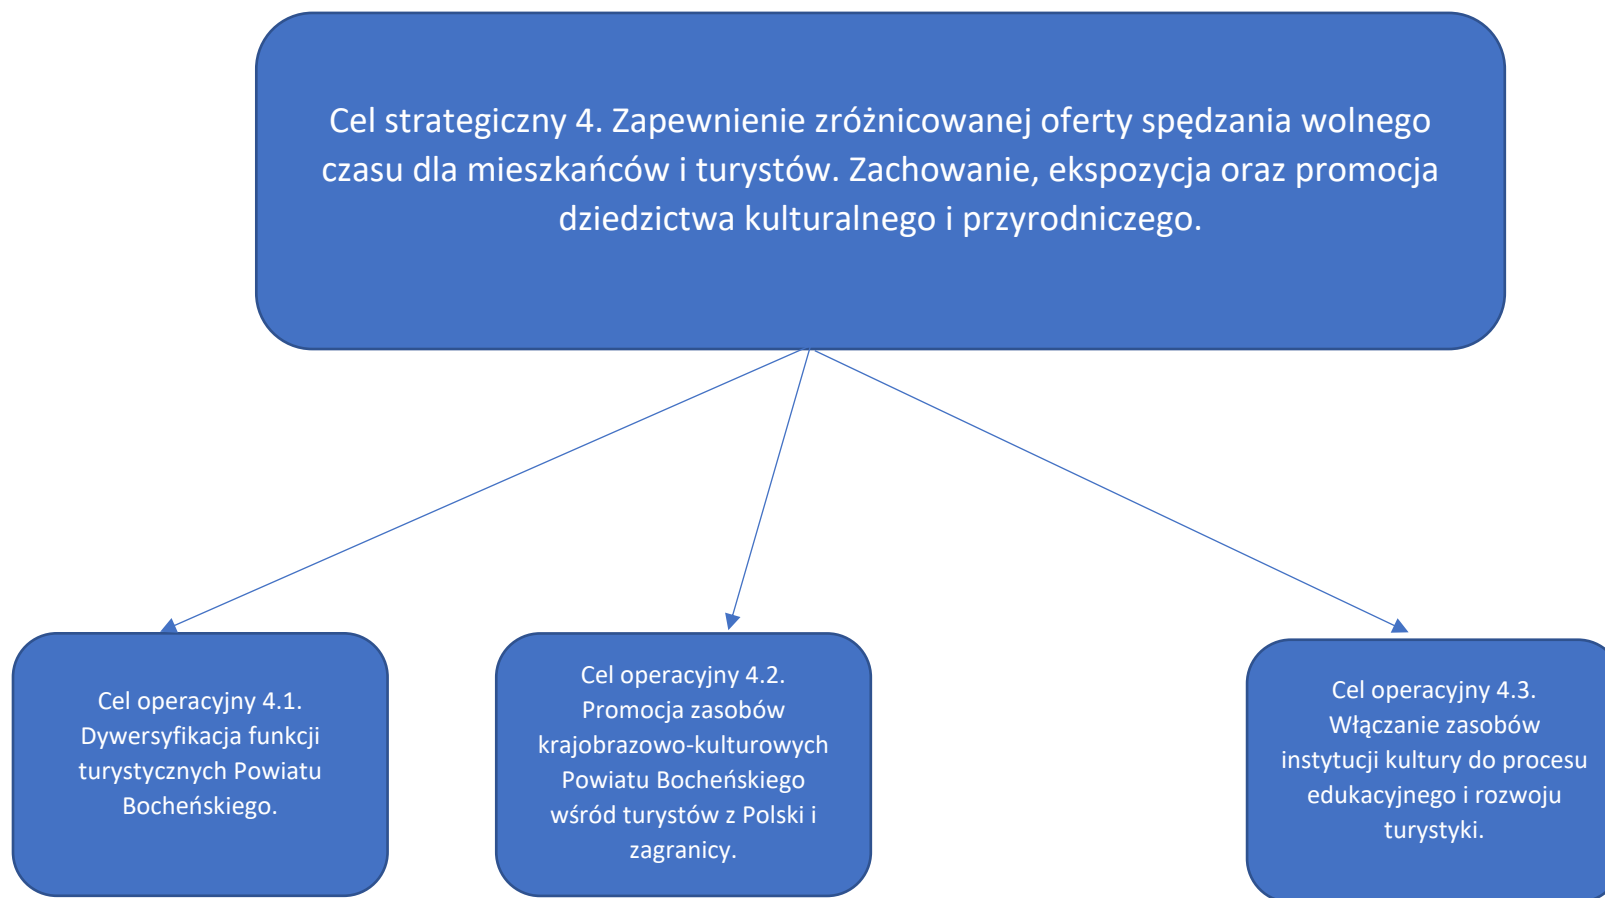 Cel strategiczny 4. Zapewnienie zróżnicowanej oferty spędzania wolnego
czasu dla mieszkańców i turystów. Zachowanie, ekspozycja oraz promocja
dziedzictwa kulturalnego i przyrodniczego.
Cel operacyjny 4.1.
Dywersyfikacja funkcji
turystycznych Powiatu
Bocheńskiego.
Cel operacyjny 4.2.
Promocja zasobów
krajobrazowo-kulturowych
Powiatu Bocheńskiego
wśród turystów z Polski i
zagranicy.
Cel operacyjny 4.3.
Włączanie zasobów
instytucji kultury do procesu
edukacyjnego i rozwoju
turystyki.